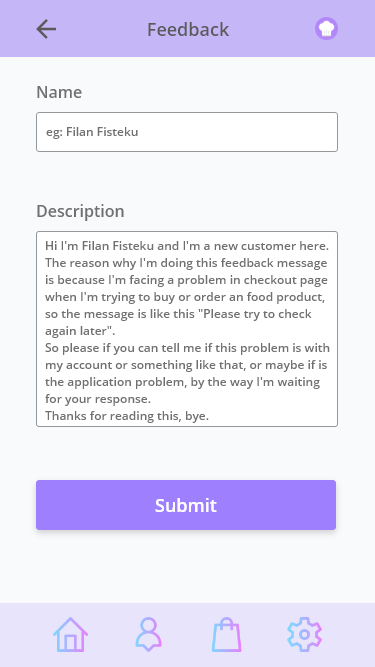 Feedback
Name
eg: Filan Fisteku
Description
Hi I'm Filan Fisteku and I'm a new customer here.
The reason why I'm doing this feedback message
is because I'm facing a problem in checkout page
when I'm trying to buy or order an food product,
so the message is like this "Please try to check
again later".
So please if you can tell me if this problem is with
my account or something like that, or maybe if is
the application problem, by the way I'm waiting
for your response.
Thanks for reading this, bye.
Submit